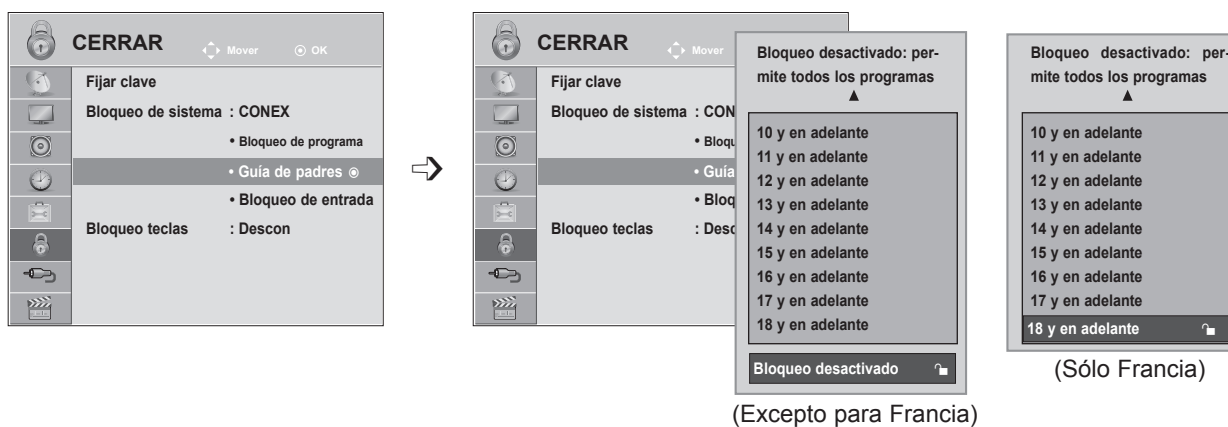 CERRAR
Mover
OK
Fijar clave
Bloqueo de sistema : CONEX
• Bloqueo de programa
• Guía de padres
• Bloqueo de entrada
Bloqueo teclas : Descon
CERRAR
Mover
Fijar clave
Bloqueo de sistema : CON
• Bloqu
• Guía
• Bloq
Bloqueo teclas : Desc
Bloqueo desactivado: per-
mite todos los programas
10 y en adelante
11 y en adelante
12 y en adelante
13 y en adelante
14 y en adelante
15 y en adelante
16 y en adelante
17 y en adelante
18 y en adelante
Bloqueo desactivado
(Excepto para Francia)
Bloqueo desactivado: per-
mite todos los programas
10 y en adelante
11 y en adelante
12 y en adelante
13 y en adelante
14 y en adelante
15 y en adelante
16 y en adelante
17 y en adelante
18 y en adelante
(Sólo Francia)